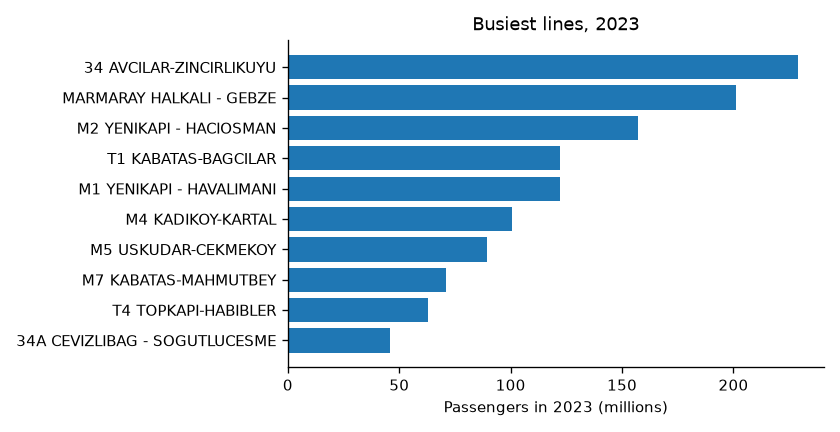 Busiest lines, 2023
34 AVCILAR-ZINCIRLIKUYU
MARMARAY HALKALI - GEBZE
M2 YENIKAPI - HACIOSMAN
T1 KABATAS-BAGCILAR
M1 YENIKAPI - HAVALIMANI
M4 KADIKOY-KARTAL
M5 USKUDAR-CEKMEKOY
M7 KABATAS-MAHMUTBEY
T4 TOPKAPI-HABIBLER
34A CEVIZLIBAG - SOGUTLUCESME
0 50 100 150 200
Passengers in 2023 (millions)